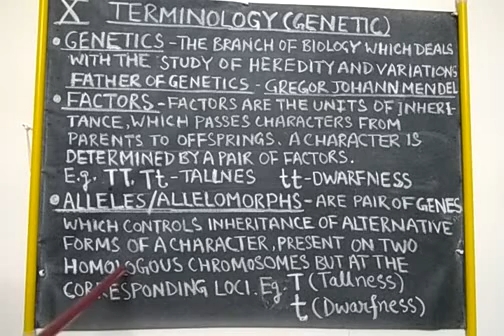 X TERMINOLOGY (GENETIC)
• GENETICS - THE BRANCH OF BIOLOGY WHICH DEALS
WITH THE STUDY OF HEREDITY AND VARIATIONS
FATHER OF GENETICS - GREGOR JOHANN MENDEL
• FACTORS - FACTORS ARE THE UNITS OF INHERI-
TANCE, WHICH PASSES CHARACTERS FROM
PARENTS TO OFFSPRINGS. A CHARACTER IS
DETERMINED BY A PAIR OF FACTORS.
E.g. TT, Tt - TALLNES tt - DWARFNESS
• ALLELES/ALLELOMORPHS - ARE PAIR OF GENES
WHICH CONTROLS INHERITANCE OF ALTERNATIVE
FORMS OF A CHARACTER, PRESENT ON TWO
HOMOLOGOUS CHROMOSOMES BUT AT THE
CORRESPONDING LOCI. Eg: T (Tallness)
t (Dwarfness)